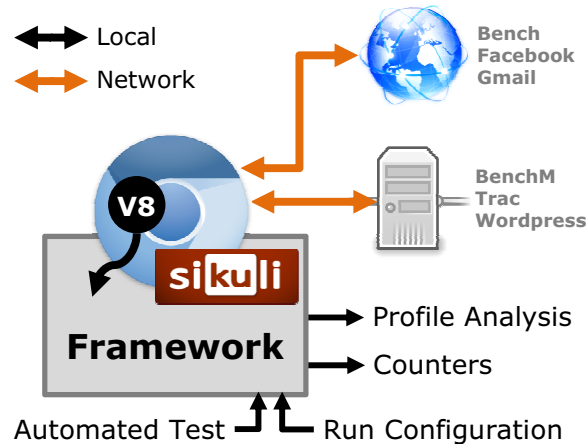 Local
Network
Bench
Facebook
Gmail
BenchM
Trac
Wordpress
V8
sikuli
Framework
Profile Analysis
Counters
Automated Test
Run Configuration